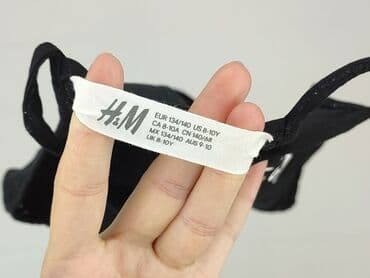 H&M
EUR 134/140 US 8-10Y
CA 8-10A CN 140/68
MX 134/140 AUS 9-10
UK 8-10Y